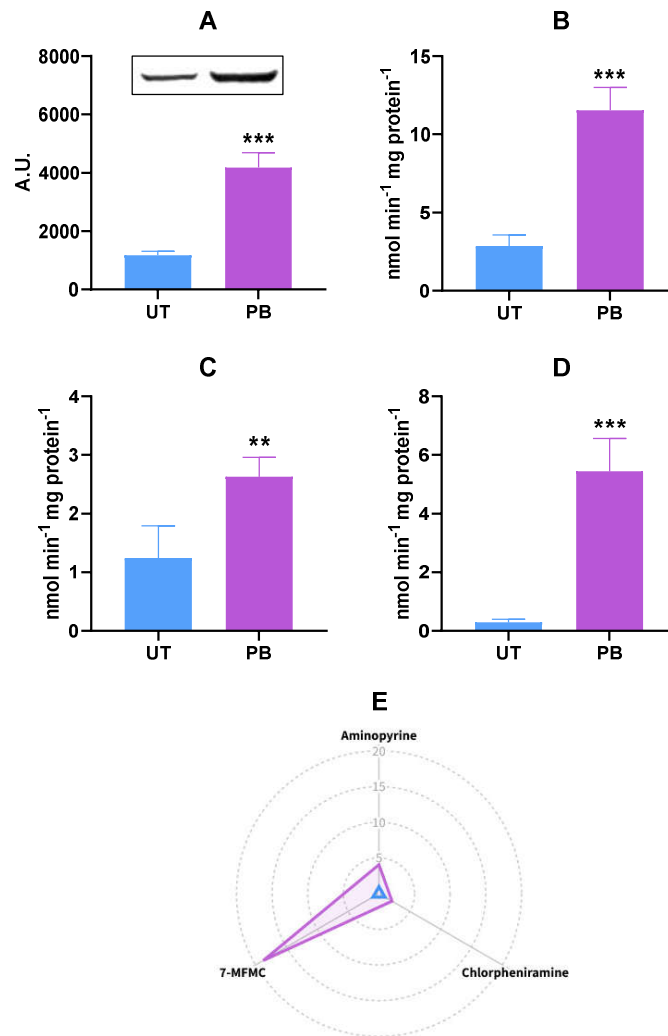 A
8000
6000
4000
2000
0
A.U.
***
UT
PB
B
15
10
5
0
nmol min⁻¹ mg protein⁻¹
***
UT
PB
C
4
3
2
1
0
nmol min⁻¹ mg protein⁻¹
**
UT
PB
D
8
6
4
2
0
nmol min⁻¹ mg protein⁻¹
***
UT
PB
E
Aminopyrine
20
15
10
5
7-MFMC
Chlorpheniramine